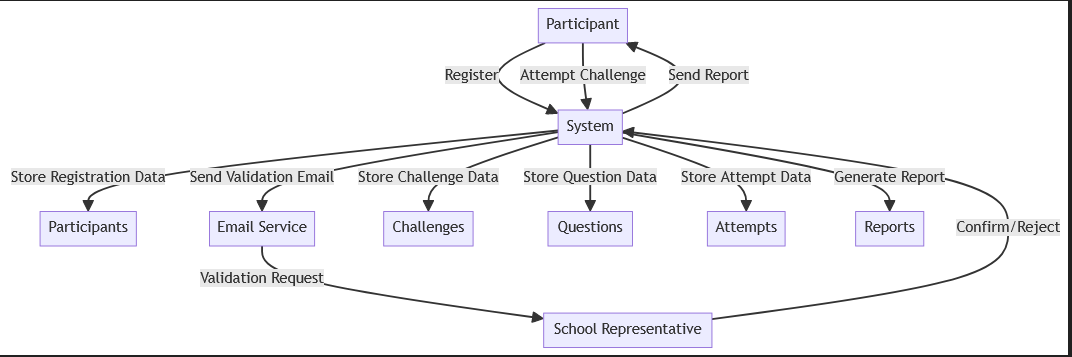 Participant
Register
Attempt Challenge
Send Report
System
Store Registration Data
Send Validation Email
Store Challenge Data
Store Question Data
Store Attempt Data
Generate Report
Participants
Email Service
Challenges
Questions
Attempts
Reports
Confirm/Reject
Validation Request
School Representative